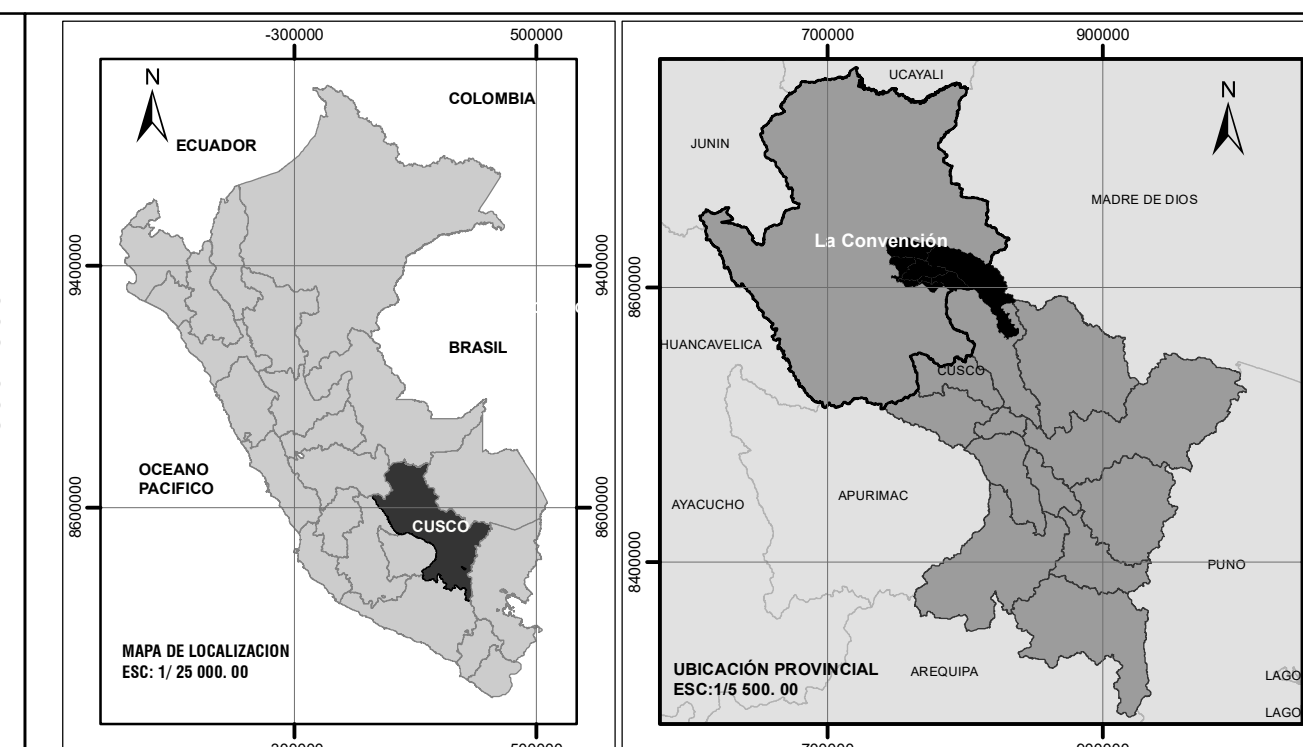 -300000
500000
N
COLOMBIA
ECUADOR
9400000
9400000
BRASIL
OCEANO
PACIFICO
8600000
8600000
CUSCO
MAPA DE LOCALIZACION
ESC: 1/ 25 000. 00
700000
900000
UCAYALI
N
JUNIN
MADRE DE DIOS
La Convención
8600000
HUANCAVELICA
CUSCO
AYACUCHO
APURIMAC
8400000
PUNO
UBICACIÓN PROVINCIAL
ESC:1/5 500. 00
AREQUIPA
LAGO
LAGO